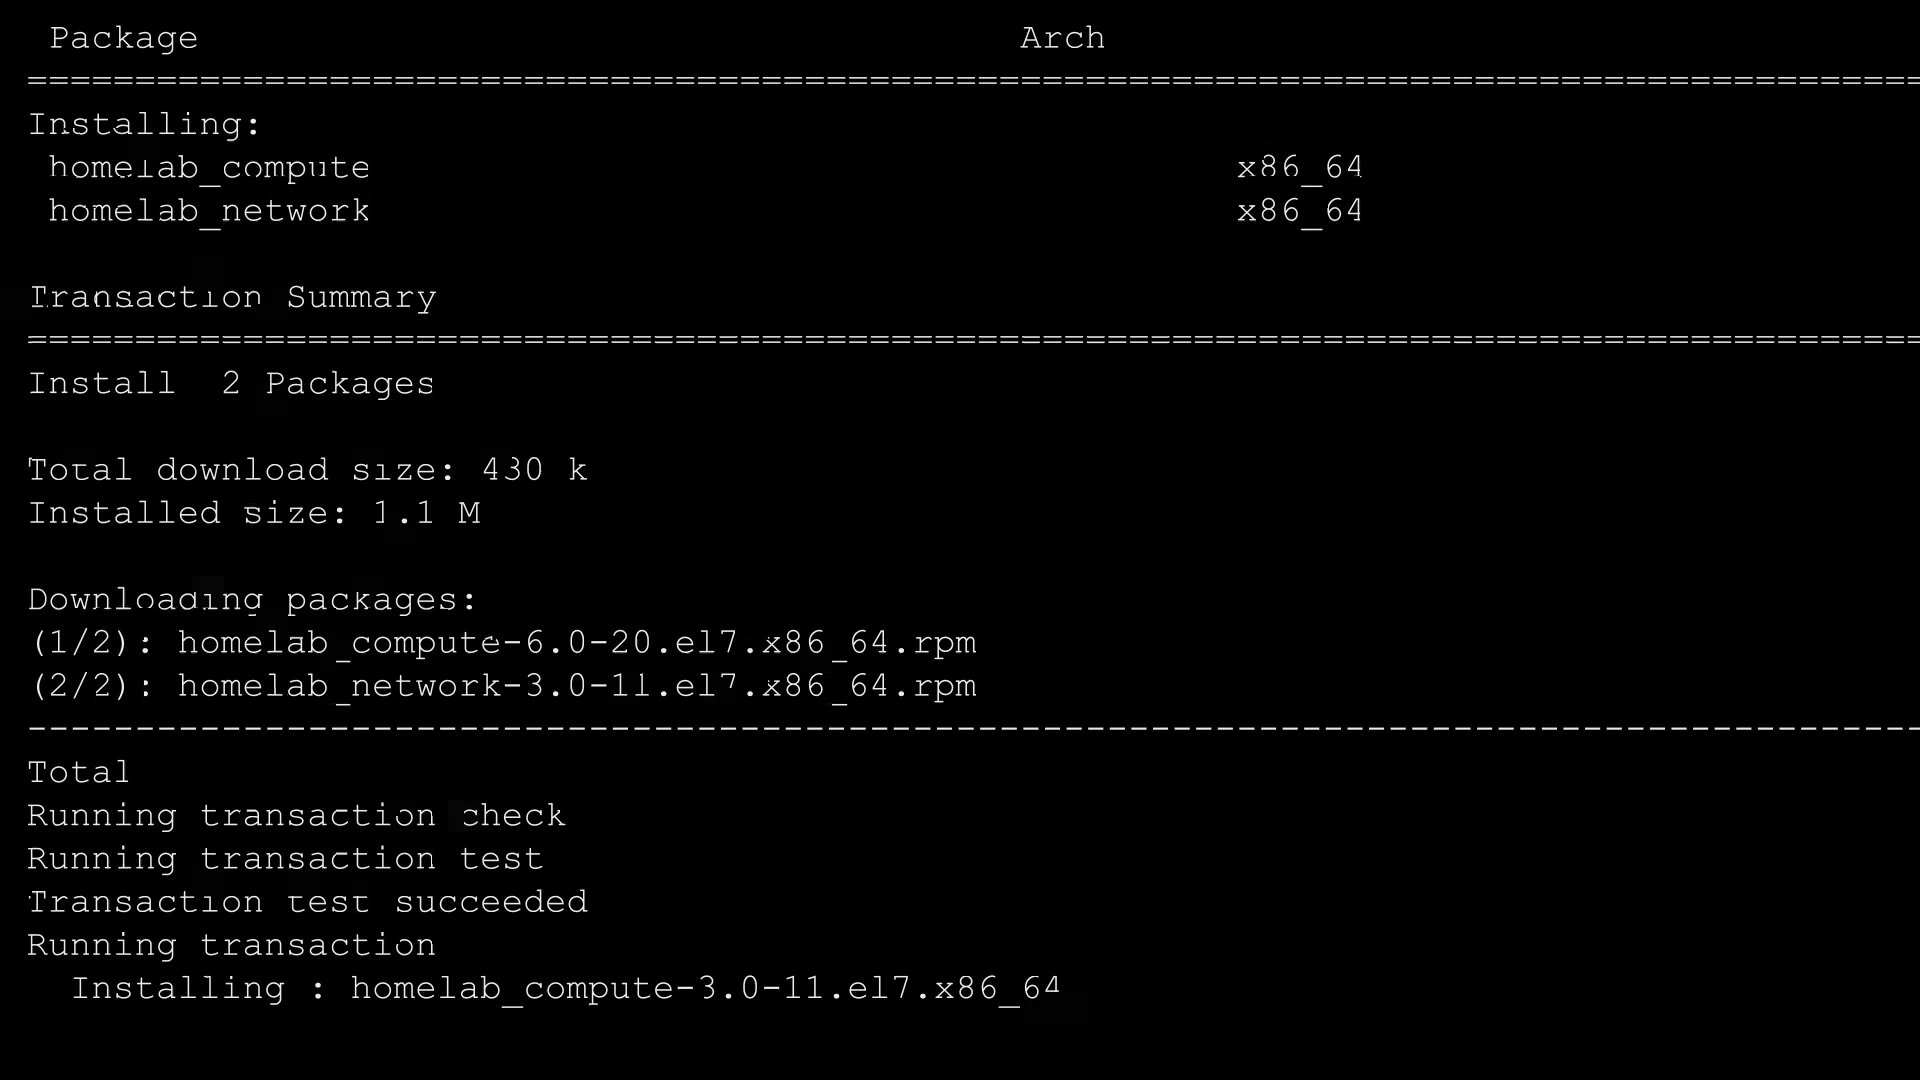 Package Arch
================================================================================
Installing:
homelab_compute x86_64
homelab_network x86_64
Transaction Summary
================================================================================
Install 2 Packages
Total download size: 430 k
Installed size: 1.1 M
Downloading packages:
(1/2): homelab_compute-6.0-20.el7.x86_64.rpm
(2/2): homelab_network-3.0-11.el7.x86_64.rpm
--------------------------------------------------------------------------------
Total
Running transaction check
Running transaction test
Transaction test succeeded
Running transaction
Installing : homelab_compute-3.0-11.el7.x86_64